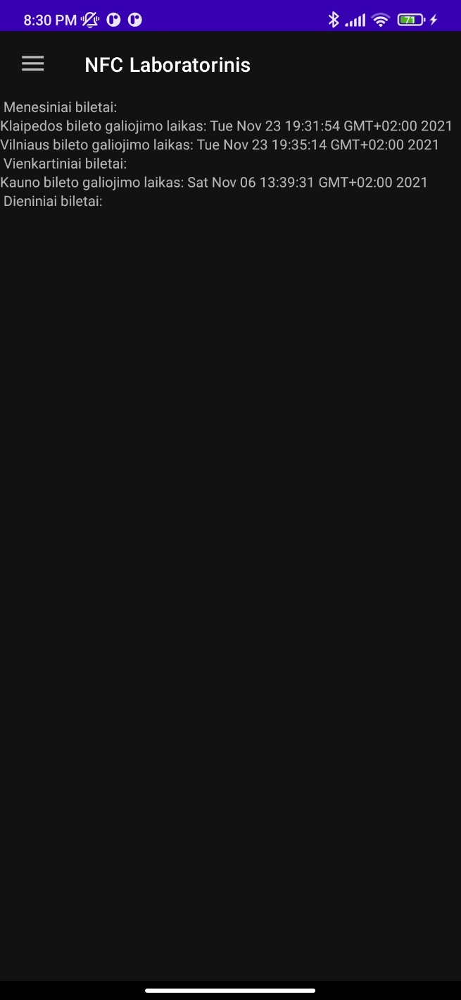 8:30 PM 71
NFC Laboratorinis
Menesiniai biletai:
Klaipedos bileto galiojimo laikas: Tue Nov 23 19:31:54 GMT+02:00 2021
Vilniaus bileto galiojimo laikas: Tue Nov 23 19:35:14 GMT+02:00 2021
Vienkartiniai biletai:
Kauno bileto galiojimo laikas: Sat Nov 06 13:39:31 GMT+02:00 2021
Dieniniai biletai: